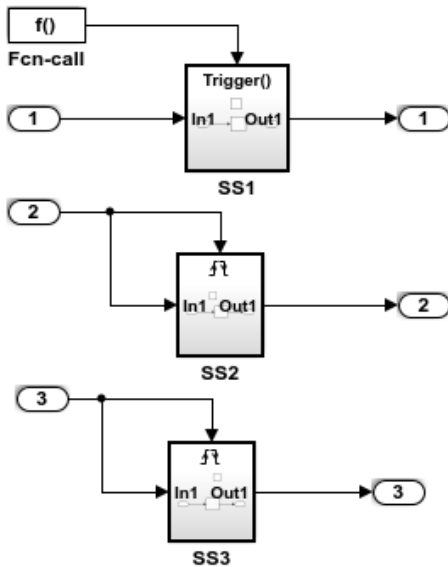 f()
Fcn-call
Trigger()
1 In1 Out1 1
SS1
2
In1 Out1 2
SS2
3
In1 Out1 3
SS3